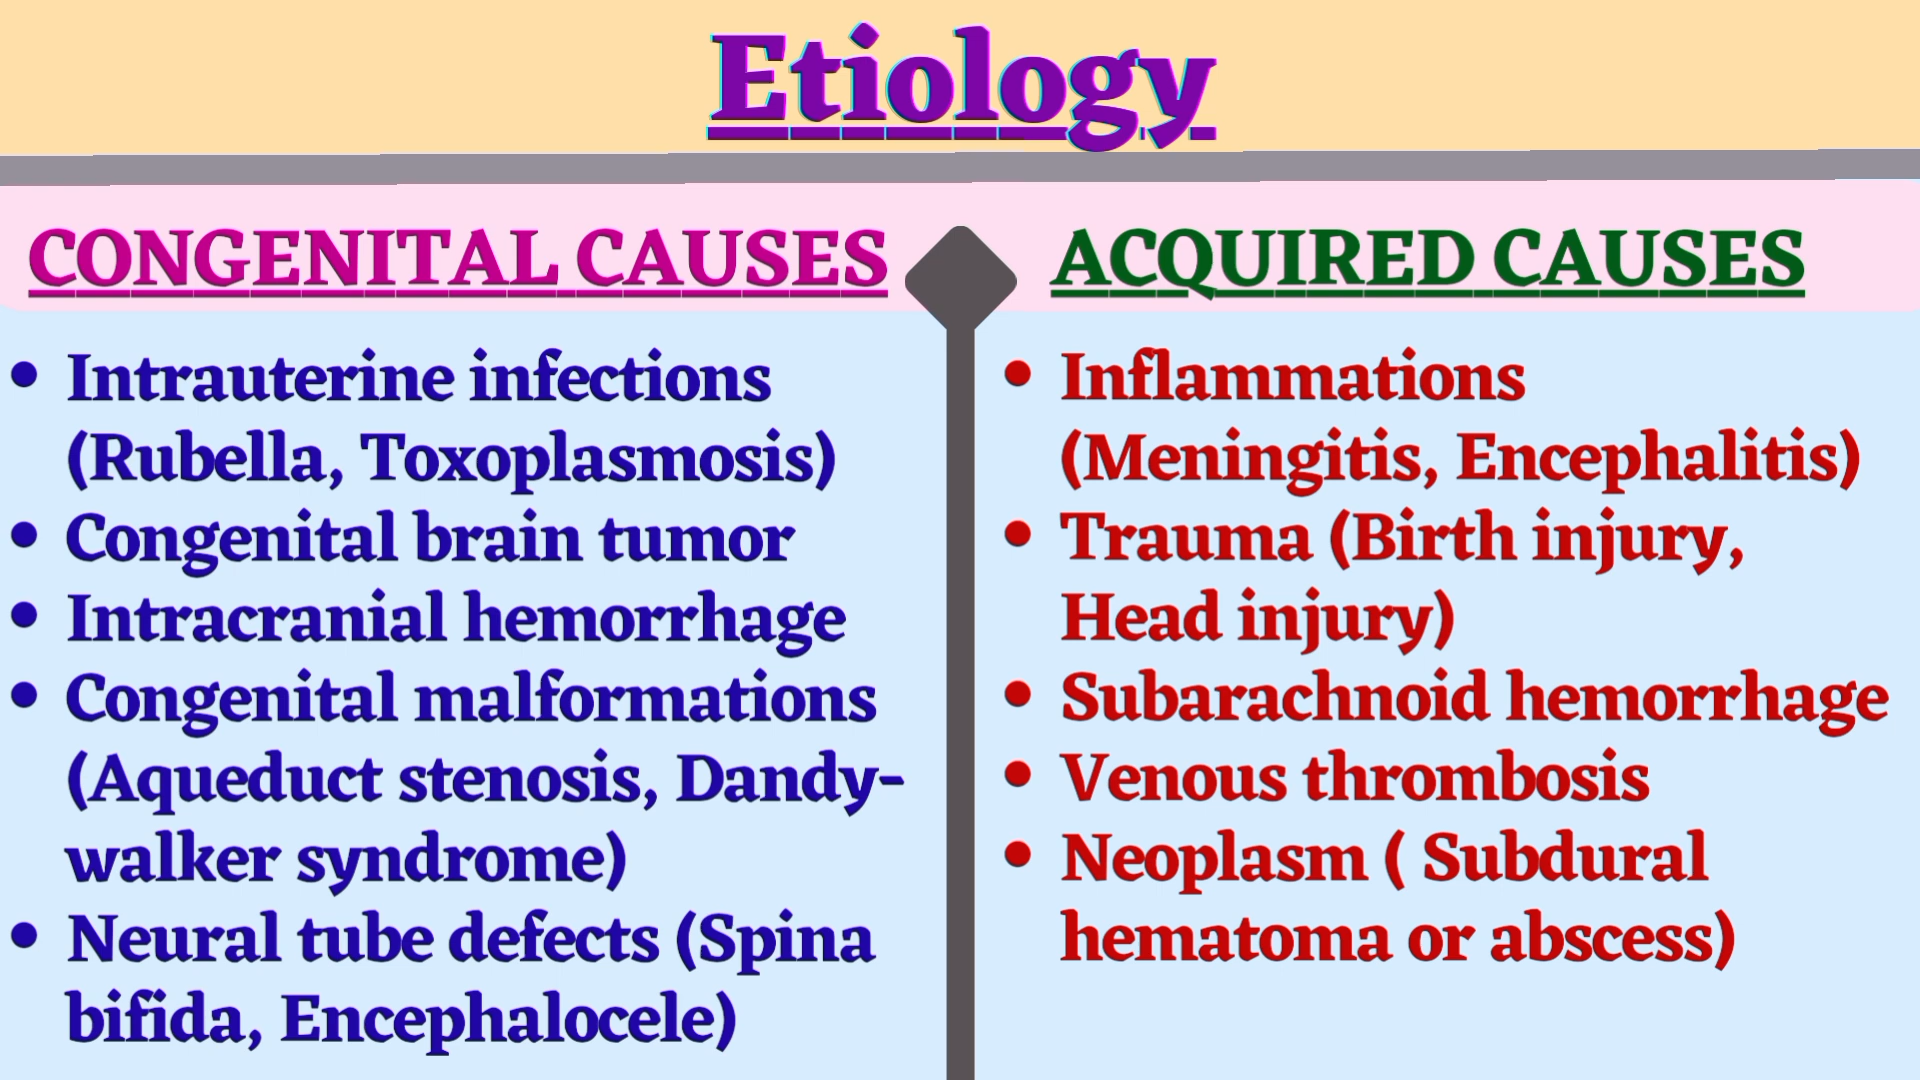 Etiology
CONGENITAL CAUSES
• Intrauterine infections
(Rubella, Toxoplasmosis)
• Congenital brain tumor
• Intracranial hemorrhage
• Congenital malformations
(Aqueduct stenosis, Dandy-
walker syndrome)
• Neural tube defects (Spina
bifida, Encephalocele)
ACQUIRED CAUSES
• Inflammations
(Meningitis, Encephalitis)
• Trauma (Birth injury,
Head injury)
• Subarachnoid hemorrhage
• Venous thrombosis
• Neoplasm ( Subdural
hematoma or abscess)